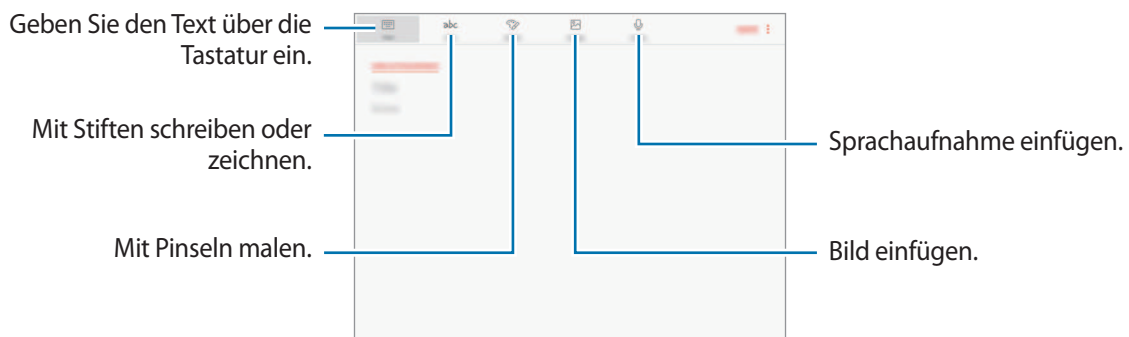 Geben Sie den Text über die
Tastatur ein.
abc
Mit Stiften schreiben oder
zeichnen.
Sprachaufnahme einfügen.
Mit Pinseln malen.
Bild einfügen.